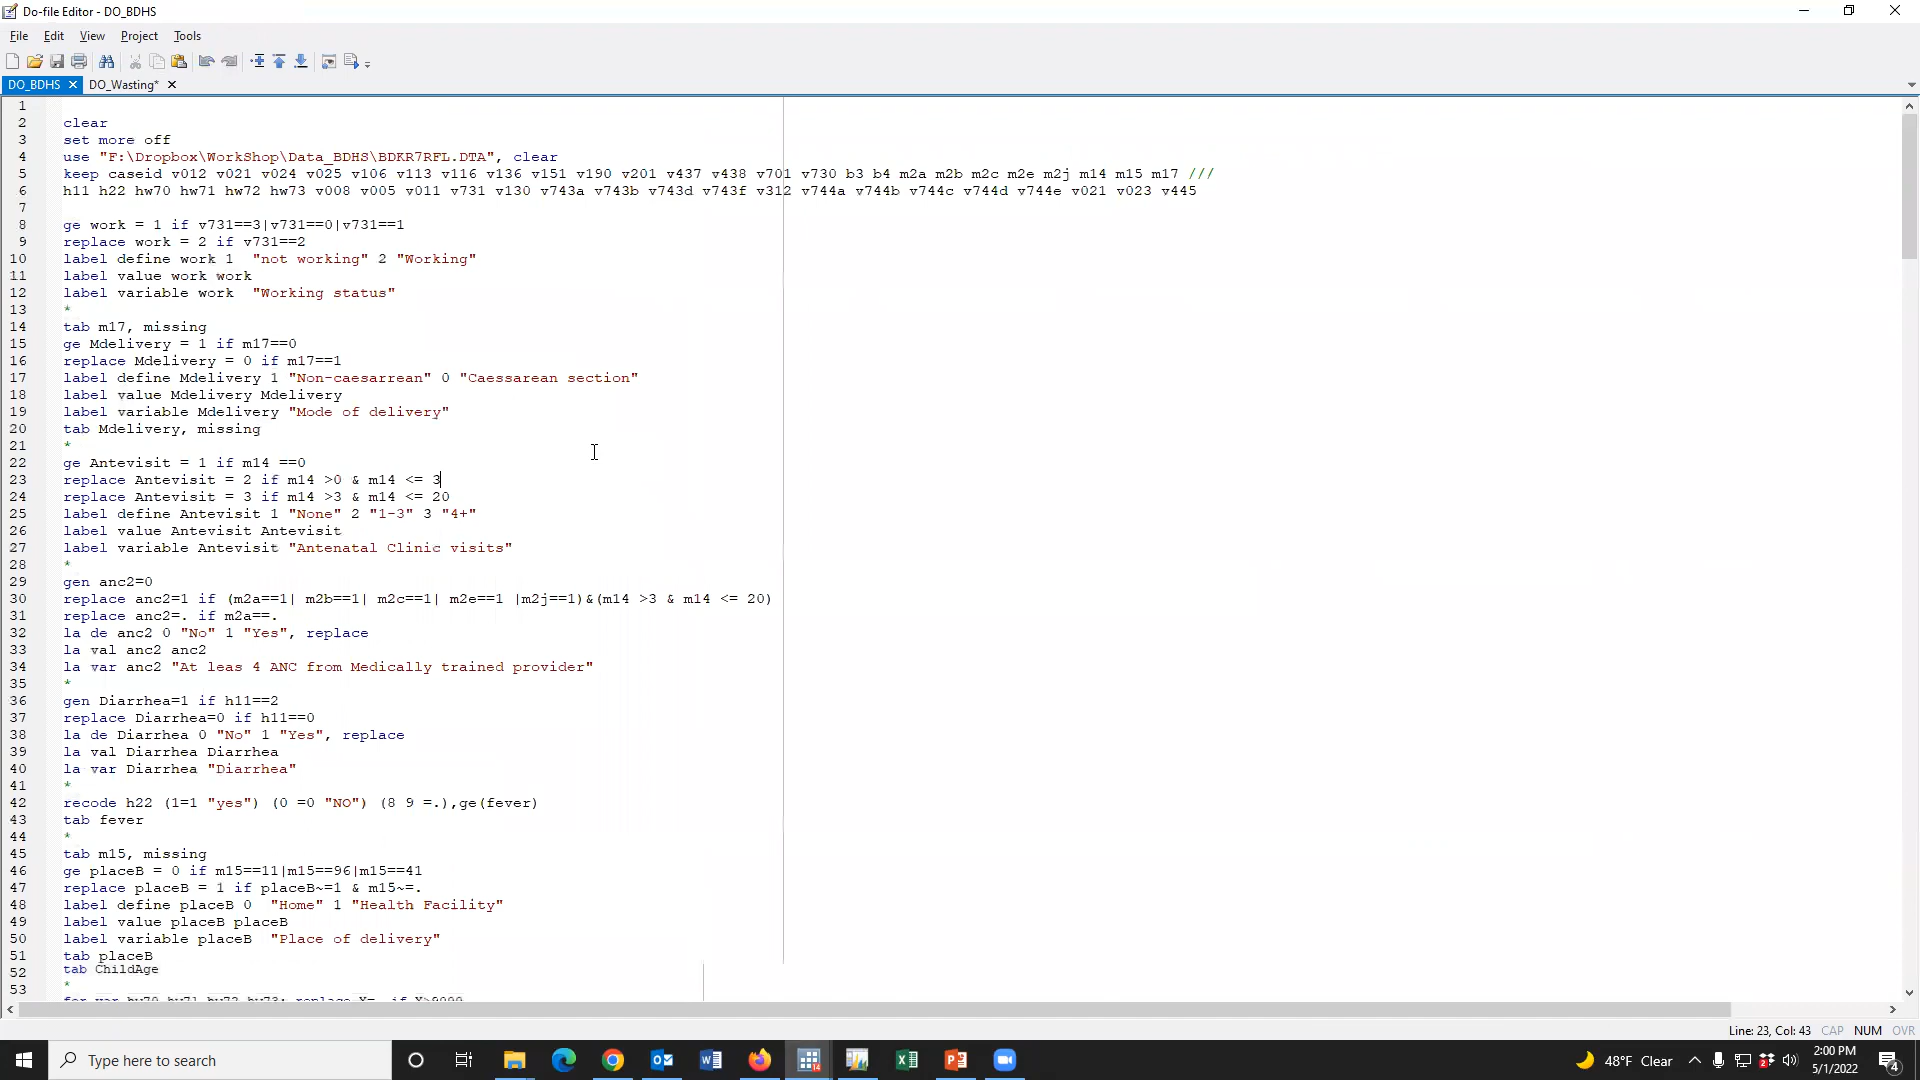 Do-file Editor - DO_BDHS
File Edit View Project Tools
DO_BDHS × DO_Wasting* ×
1
2 clear
3 set more off
4 use "F:\Dropbox\WorkShop\Data_BDHS\BDKR7RFL.DTA", clear
5 keep caseid v012 v021 v024 v025 v106 v113 v116 v136 v151 v190 v201 v437 v438 v701 v730 b3 b4 m2a m2b m2c m2e m2j m14 m15 m17 ///
6 h11 h22 hw70 hw71 hw72 hw73 v008 v005 v011 v731 v130 v743a v743b v743d v743f v312 v744a v744b v744c v744d v744e v021 v023 v445
7
8 ge work = 1 if v731==3|v731==0|v731==1
9 replace work = 2 if v731==2
10 label define work 1  "not working" 2 "Working"
11 label value work work
12 label variable work  "Working status"
13 *
14 tab m17, missing
15 ge Mdelivery = 1 if m17==0
16 replace Mdelivery = 0 if m17==1
17 label define Mdelivery 1 "Non-caesarrean" 0 "Caessarean section"
18 label value Mdelivery Mdelivery
19 label variable Mdelivery "Mode of delivery"
20 tab Mdelivery, missing
21 *
22 ge Antevisit = 1 if m14 ==0
23 replace Antevisit = 2 if m14 >0 & m14 <= 3
24 replace Antevisit = 3 if m14 >3 & m14 <= 20
25 label define Antevisit 1 "None" 2 "1-3" 3 "4+"
26 label value Antevisit Antevisit
27 label variable Antevisit "Antenatal Clinic visits"
28 *
29 gen anc2=0
30 replace anc2=1 if (m2a==1| m2b==1| m2c==1| m2e==1 |m2j==1)&(m14 >3 & m14 <= 20)
31 replace anc2=. if m2a==.
32 la de anc2 0 "No" 1 "Yes", replace
33 la val anc2 anc2
34 la var anc2 "At leas 4 ANC from Medically trained provider"
35 *
36 gen Diarrhea=1 if h11==2
37 replace Diarrhea=0 if h11==0
38 la de Diarrhea 0 "No" 1 "Yes", replace
39 la val Diarrhea Diarrhea
40 la var Diarrhea "Diarrhea"
41 *
42 recode h22 (1=1 "yes") (0 =0 "NO") (8 9 =.),ge(fever)
43 tab fever
44 *
45 tab m15, missing
46 ge placeB = 0 if m15==11|m15==96|m15==41
47 replace placeB = 1 if placeB~=1 & m15~=.
48 label define placeB 0  "Home" 1 "Health Facility"
49 label value placeB placeB
50 label variable placeB  "Place of delivery"
51 tab placeB
52 tab ChildAge
53 *
for var hw70 hw71 hw72 hw73: replace X=. if X>9000
Line: 23, Col: 43 CAP NUM OVR
Type here to search
48°F Clear
2:00 PM
5/1/2022
4